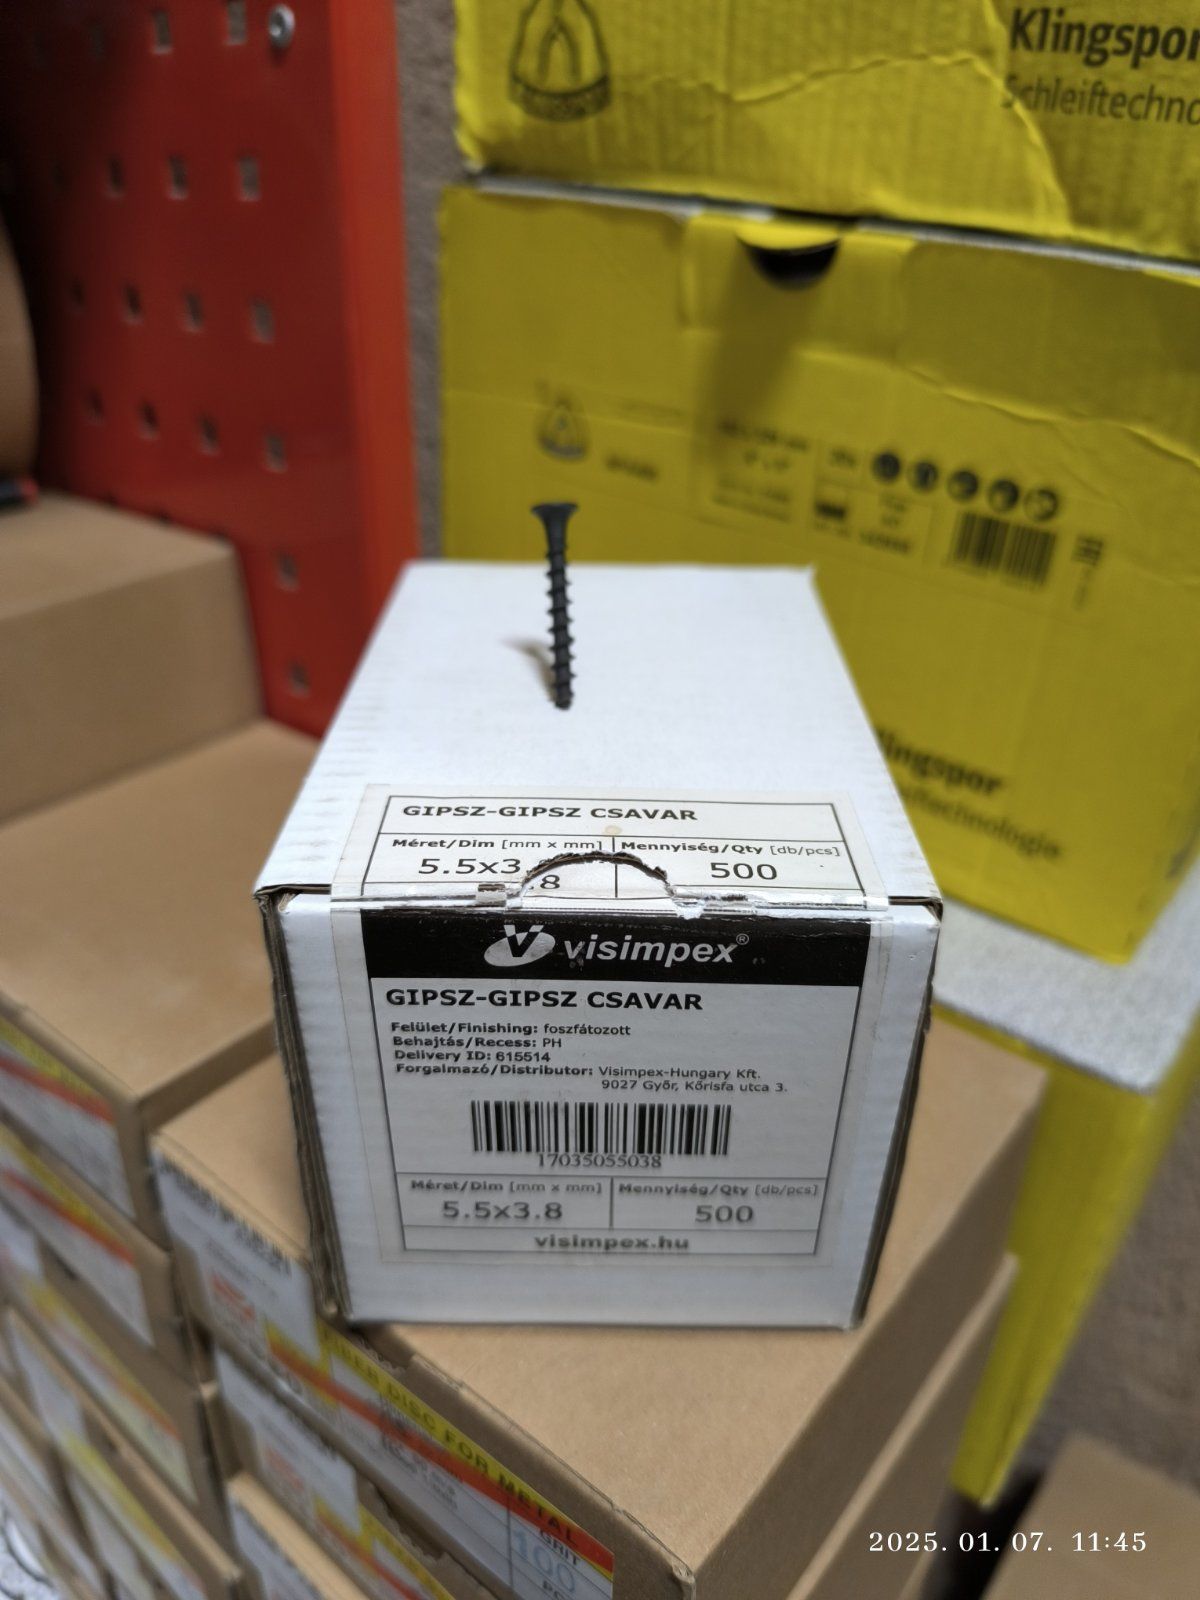 Klingspor
Schleiftechno
GIPSZ-GIPSZ CSAVAR
Méret/Dim [mm x mm] Mennyiség/Qty [db/pcs]
5.5x3.8 500
visimpex®
GIPSZ-GIPSZ CSAVAR
Felület/Finishing: foszfátozott
Behajtás/Recess: PH
Delivery ID: 615514
Forgalmazó/Distributor: Visimpex-Hungary Kft.
9027 Győr, Kőrisfa utca 3.
17035055038
Méret/Dim [mm x mm] Mennyiség/Qty [db/pcs]
5.5x3.8 500
visimpex.hu
lingspor
ftechnologie
FIBER DISC FOR METAL
GRIT
100
2025. 01. 07. 11:45